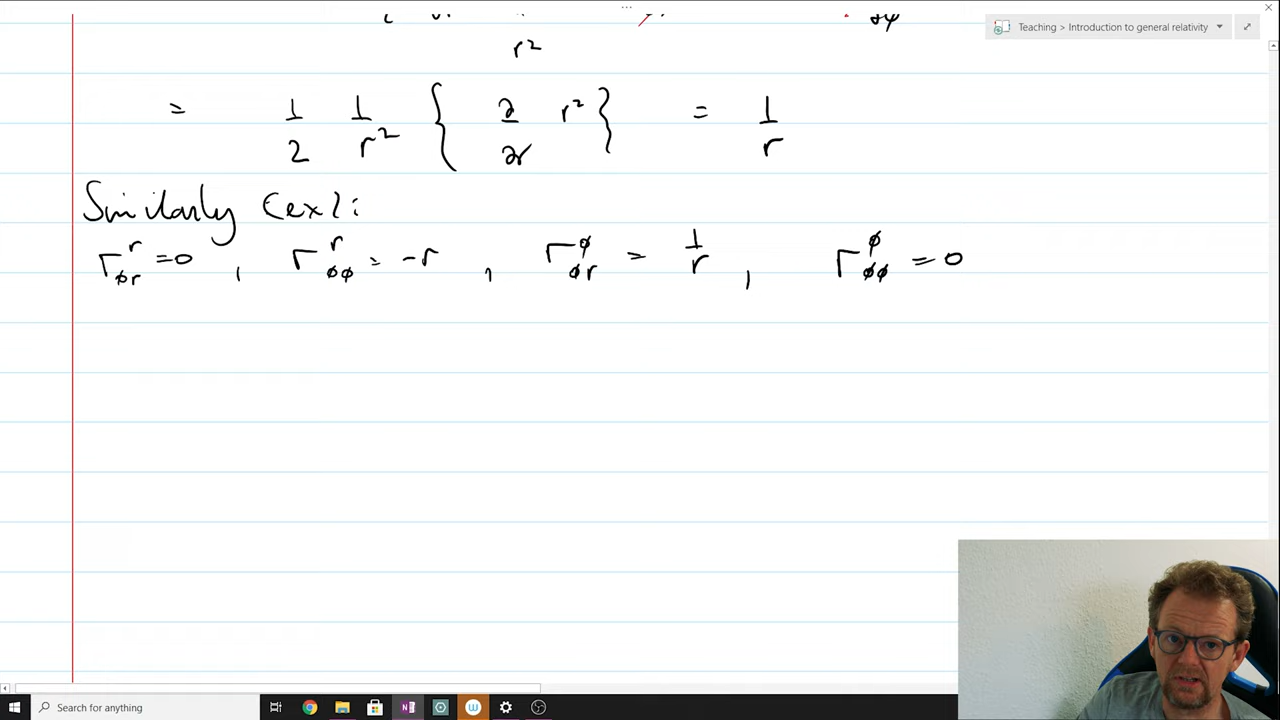 Teaching > Introduction to general relativity
r²
= 1/2 1/r² { ∂/∂r r² } = 1/r
Similarly (ex):
Γ^r_φr = 0 , Γ^r_φφ = -r , Γ^φ_φr = 1/r , Γ^φ_φφ = 0
Search for anything